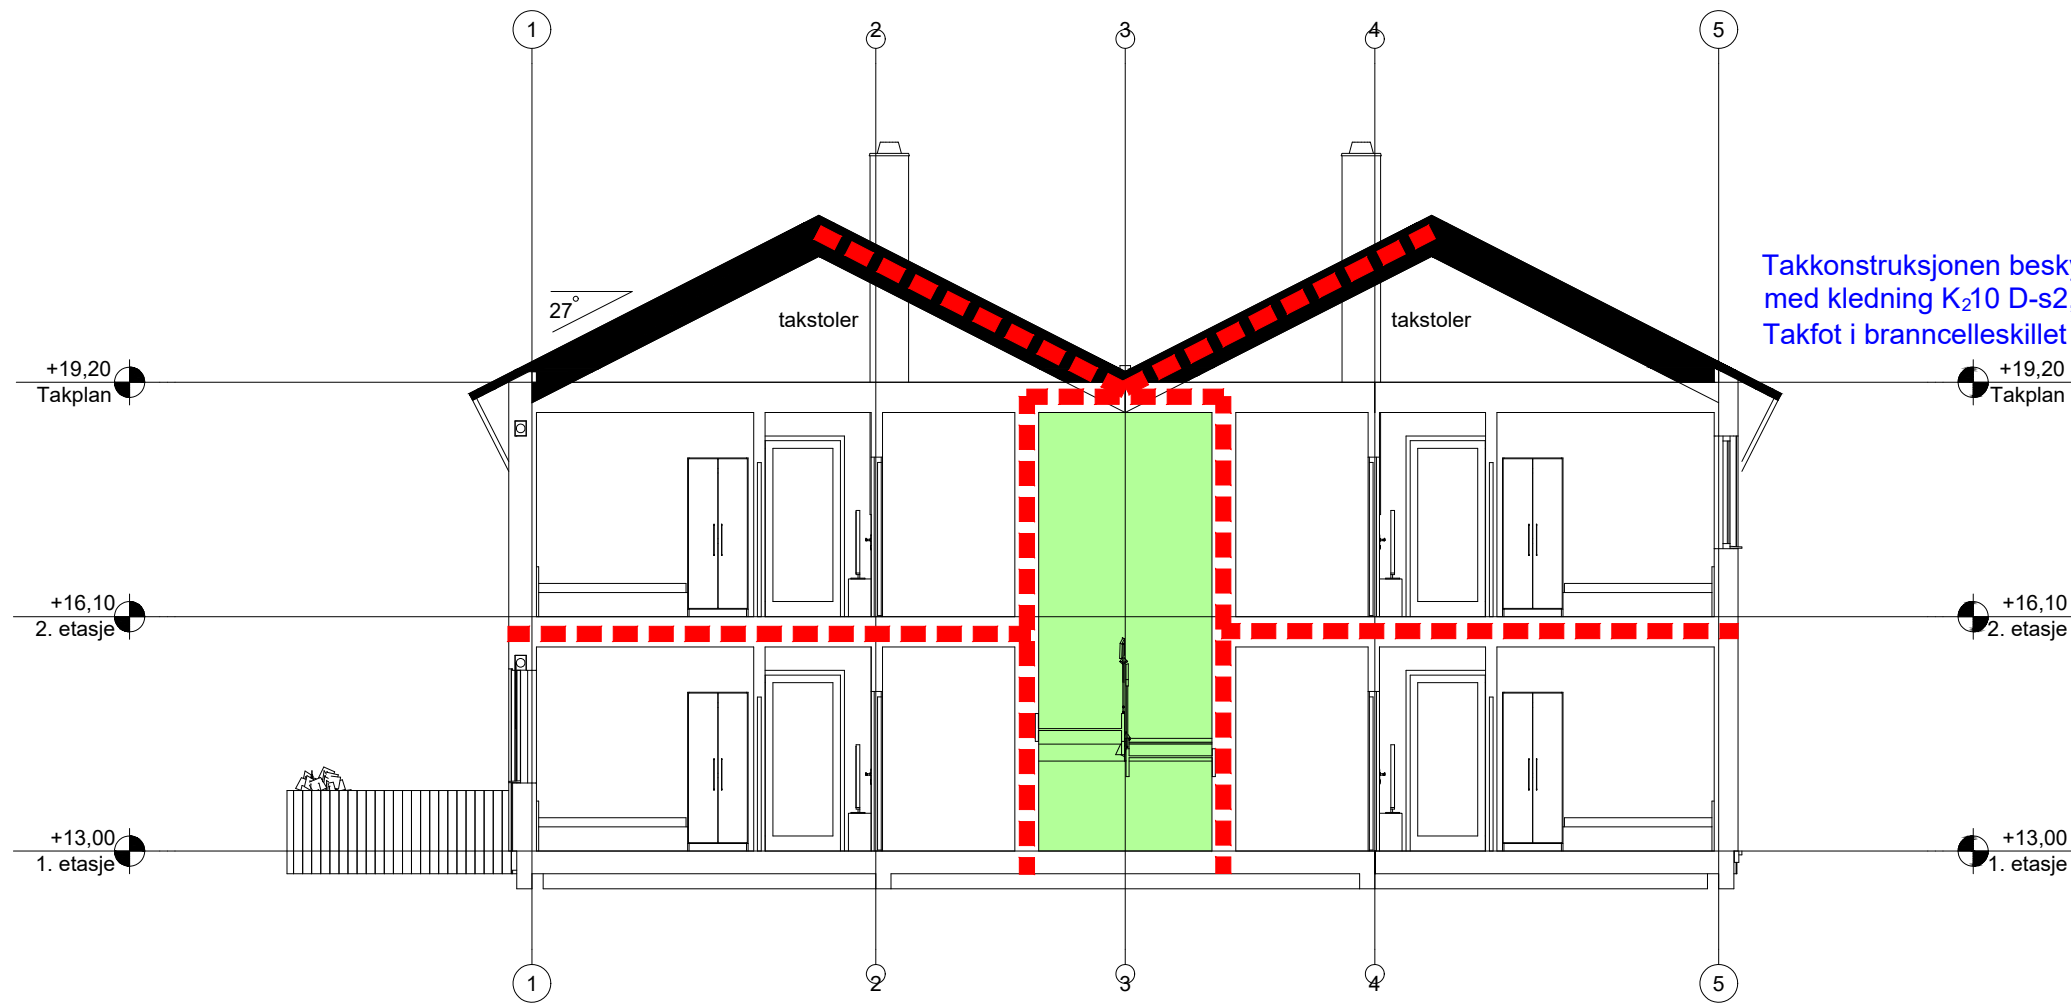 1 2 3 4 5
Takkonstruksjonen besky
med kledning K₂10 D-s2
Takfot i branncelleskillet
27°
takstoler takstoler
+19,20 +19,20
Takplan Takplan
+16,10 +16,10
2. etasje 2. etasje
+13,00 +13,00
1. etasje 1. etasje
1 2 3 4 5